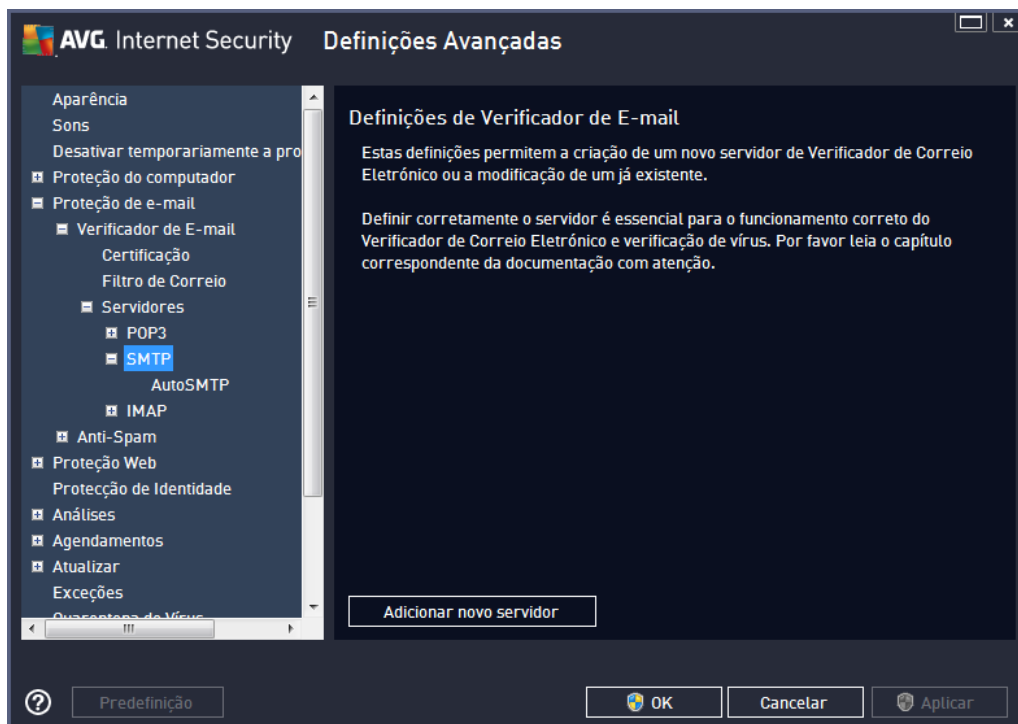 AVG. Internet Security Definições Avançadas
Aparência
Sons
Desativar temporariamente a pro
Proteção do computador
Proteção de e-mail
Verificador de E-mail
Certificação
Filtro de Correio
Servidores
POP3
SMTP
AutoSMTP
IMAP
Anti-Spam
Proteção Web
Protecção de Identidade
Análises
Agendamentos
Atualizar
Exceções
Quarentena de Vírus
Definições de Verificador de E-mail
Estas definições permitem a criação de um novo servidor de Verificador de Correio
Eletrónico ou a modificação de um já existente.
Definir corretamente o servidor é essencial para o funcionamento correto do
Verificador de Correio Eletrónico e verificação de vírus. Por favor leia o capítulo
correspondente da documentação com atenção.
Adicionar novo servidor
Predefinição
OK
Cancelar
Aplicar